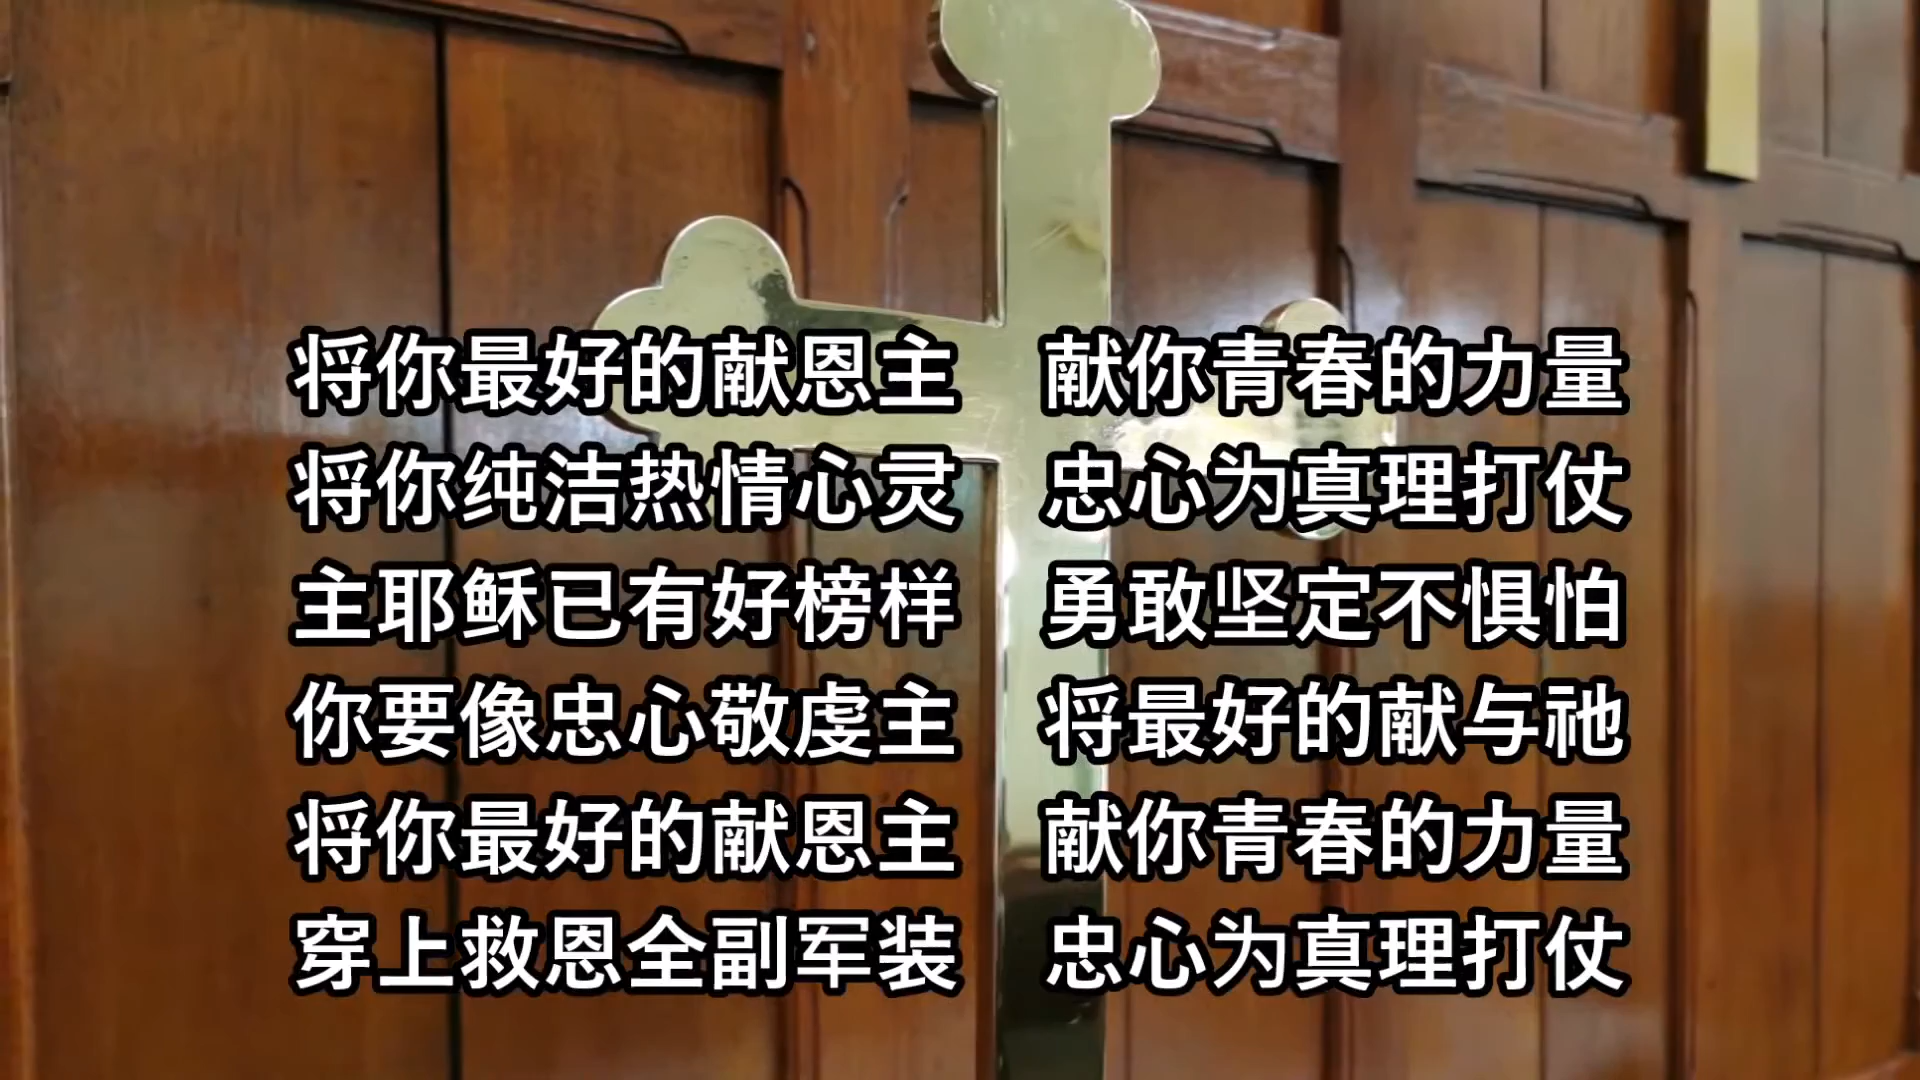 将你最好的献恩主 献你青春的力量
将你纯洁热情心灵 忠心为真理打仗
主耶稣已有好榜样 勇敢坚定不惧怕
你要像忠心敬虔主 将最好的献与祂
将你最好的献恩主 献你青春的力量
穿上救恩全副军装 忠心为真理打仗